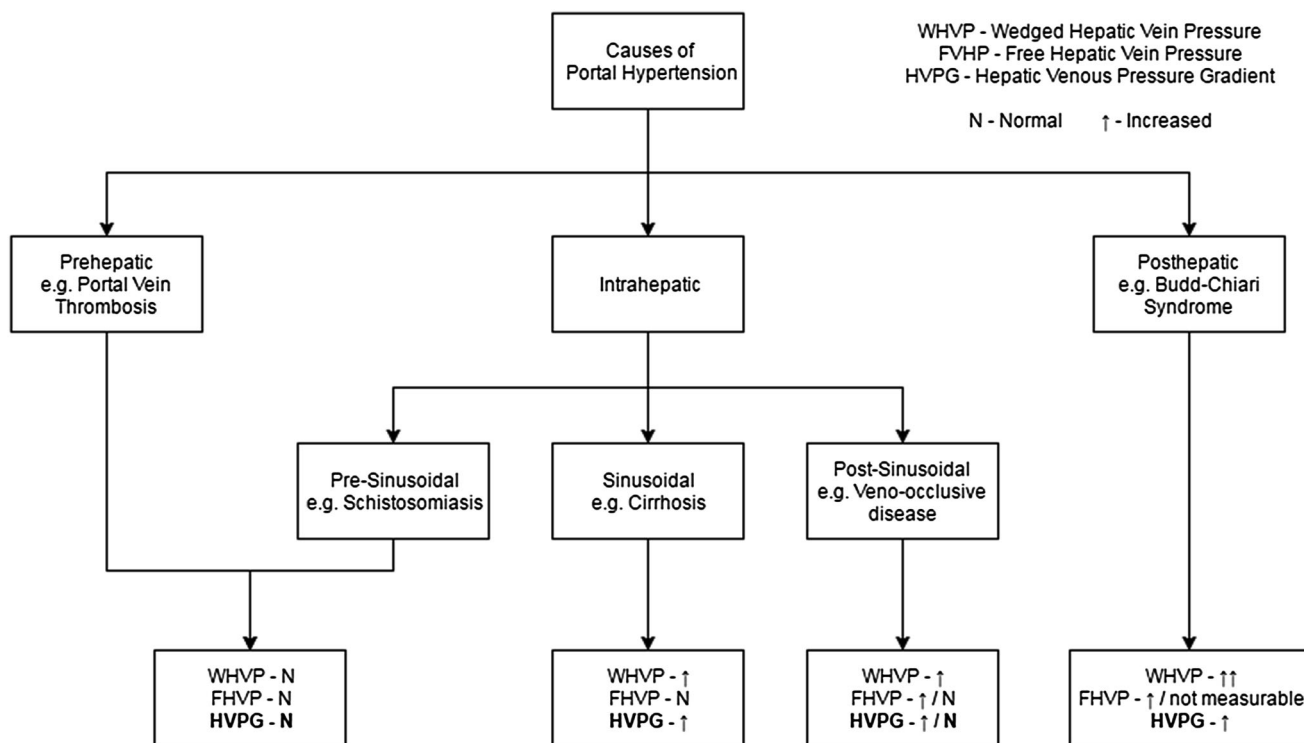 Causes of
Portal Hypertension
WHVP - Wedged Hepatic Vein Pressure
FVHP - Free Hepatic Vein Pressure
HVPG - Hepatic Venous Pressure Gradient
N - Normal ↑ - Increased
Prehepatic
e.g. Portal Vein
Thrombosis
Intrahepatic
Posthepatic
e.g. Budd-Chiari
Syndrome
Pre-Sinusoidal
e.g. Schistosomiasis
Sinusoidal
e.g. Cirrhosis
Post-Sinusoidal
e.g. Veno-occlusive
disease
WHVP - N
FHVP - N
HVPG - N
WHVP - ↑
FHVP - N
HVPG - ↑
WHVP - ↑
FHVP - ↑ / N
HVPG - ↑ / N
WHVP - ↑↑
FHVP - ↑ / not measurable
HVPG - ↑